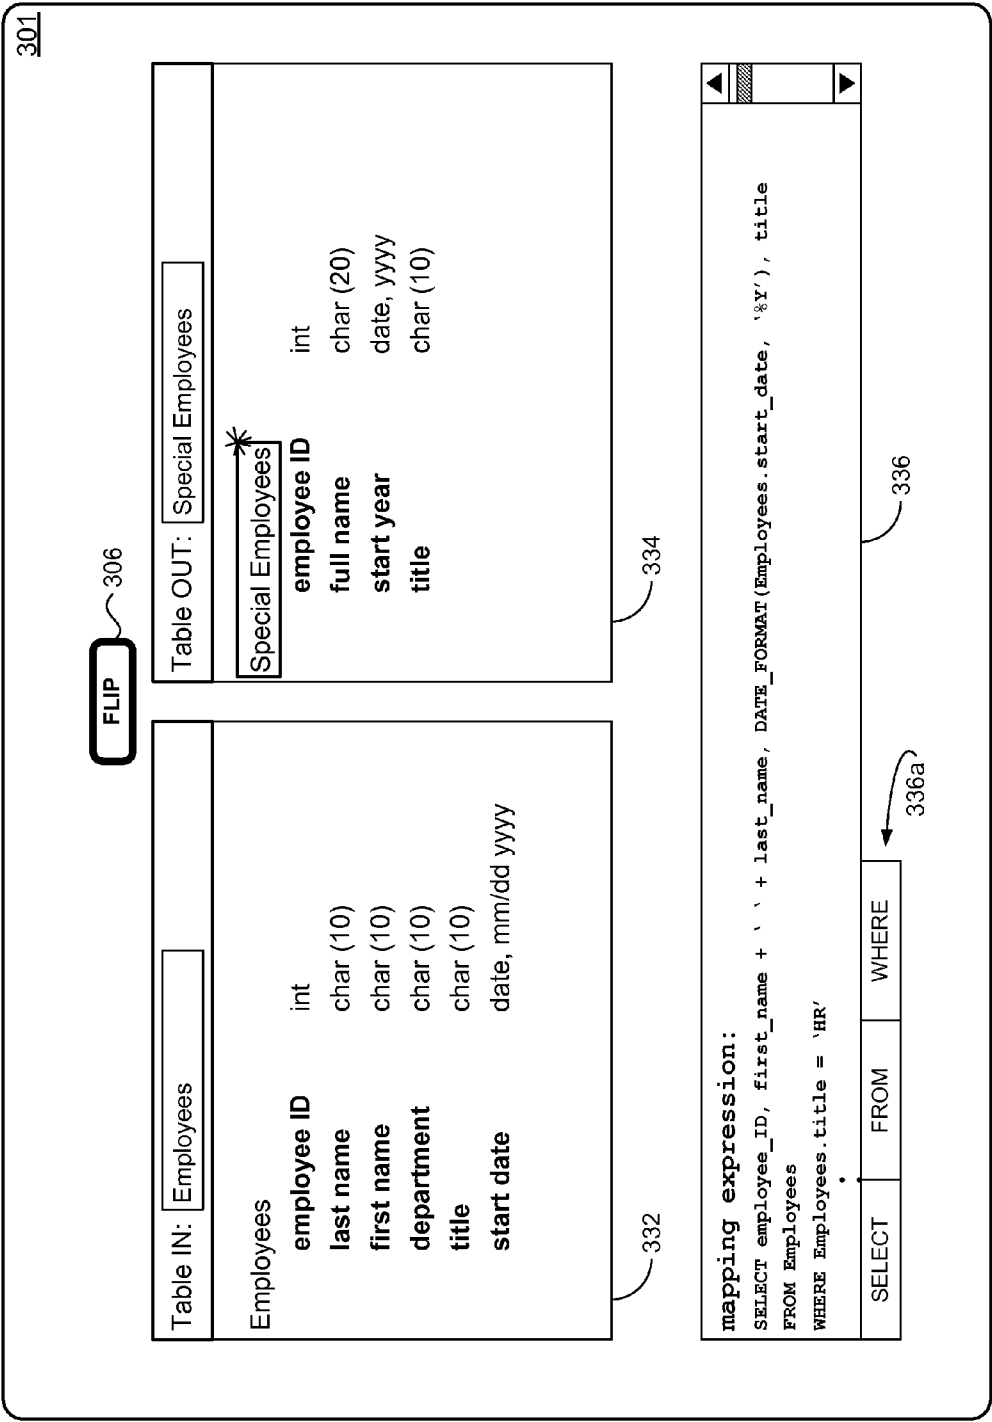 301
FLIP
306
Table IN: Employees
Employees
employee ID int
last name char (10)
first name char (10)
department char (10)
title char (10)
start date date, mm/dd yyyy
332
Table OUT: Special Employees
Special Employees
employee ID int
full name char (20)
start year date, yyyy
title char (10)
334
mapping expression:
SELECT employee_ID, first_name + ` ` + last_name, DATE_FORMAT(Employees.start_date, `%Y’), title
FROM Employees
WHERE Employees.title = `HR’
SELECT FROM WHERE
336a
336